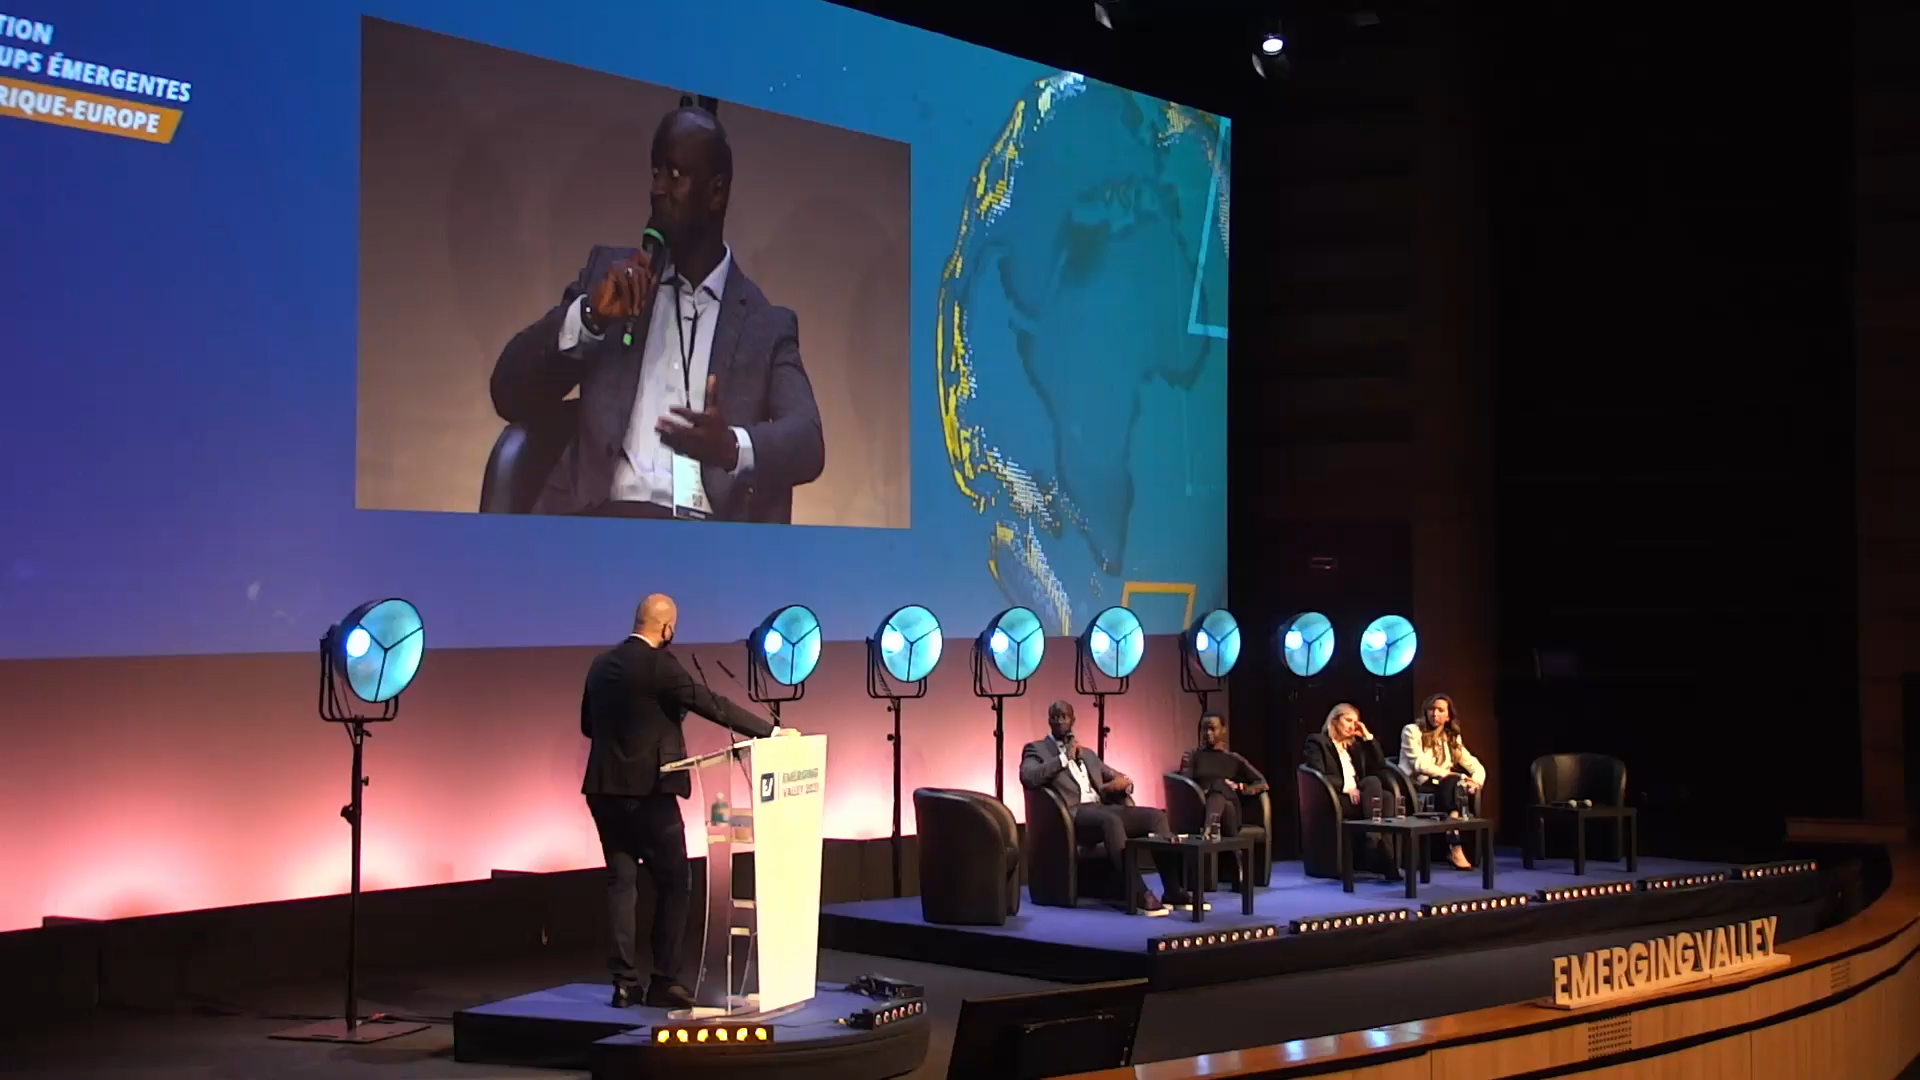 TION
UPS ÉMERGENTES
RIQUE-EUROPE
EMERGING
VALLEY
EMERGINGVALLEY